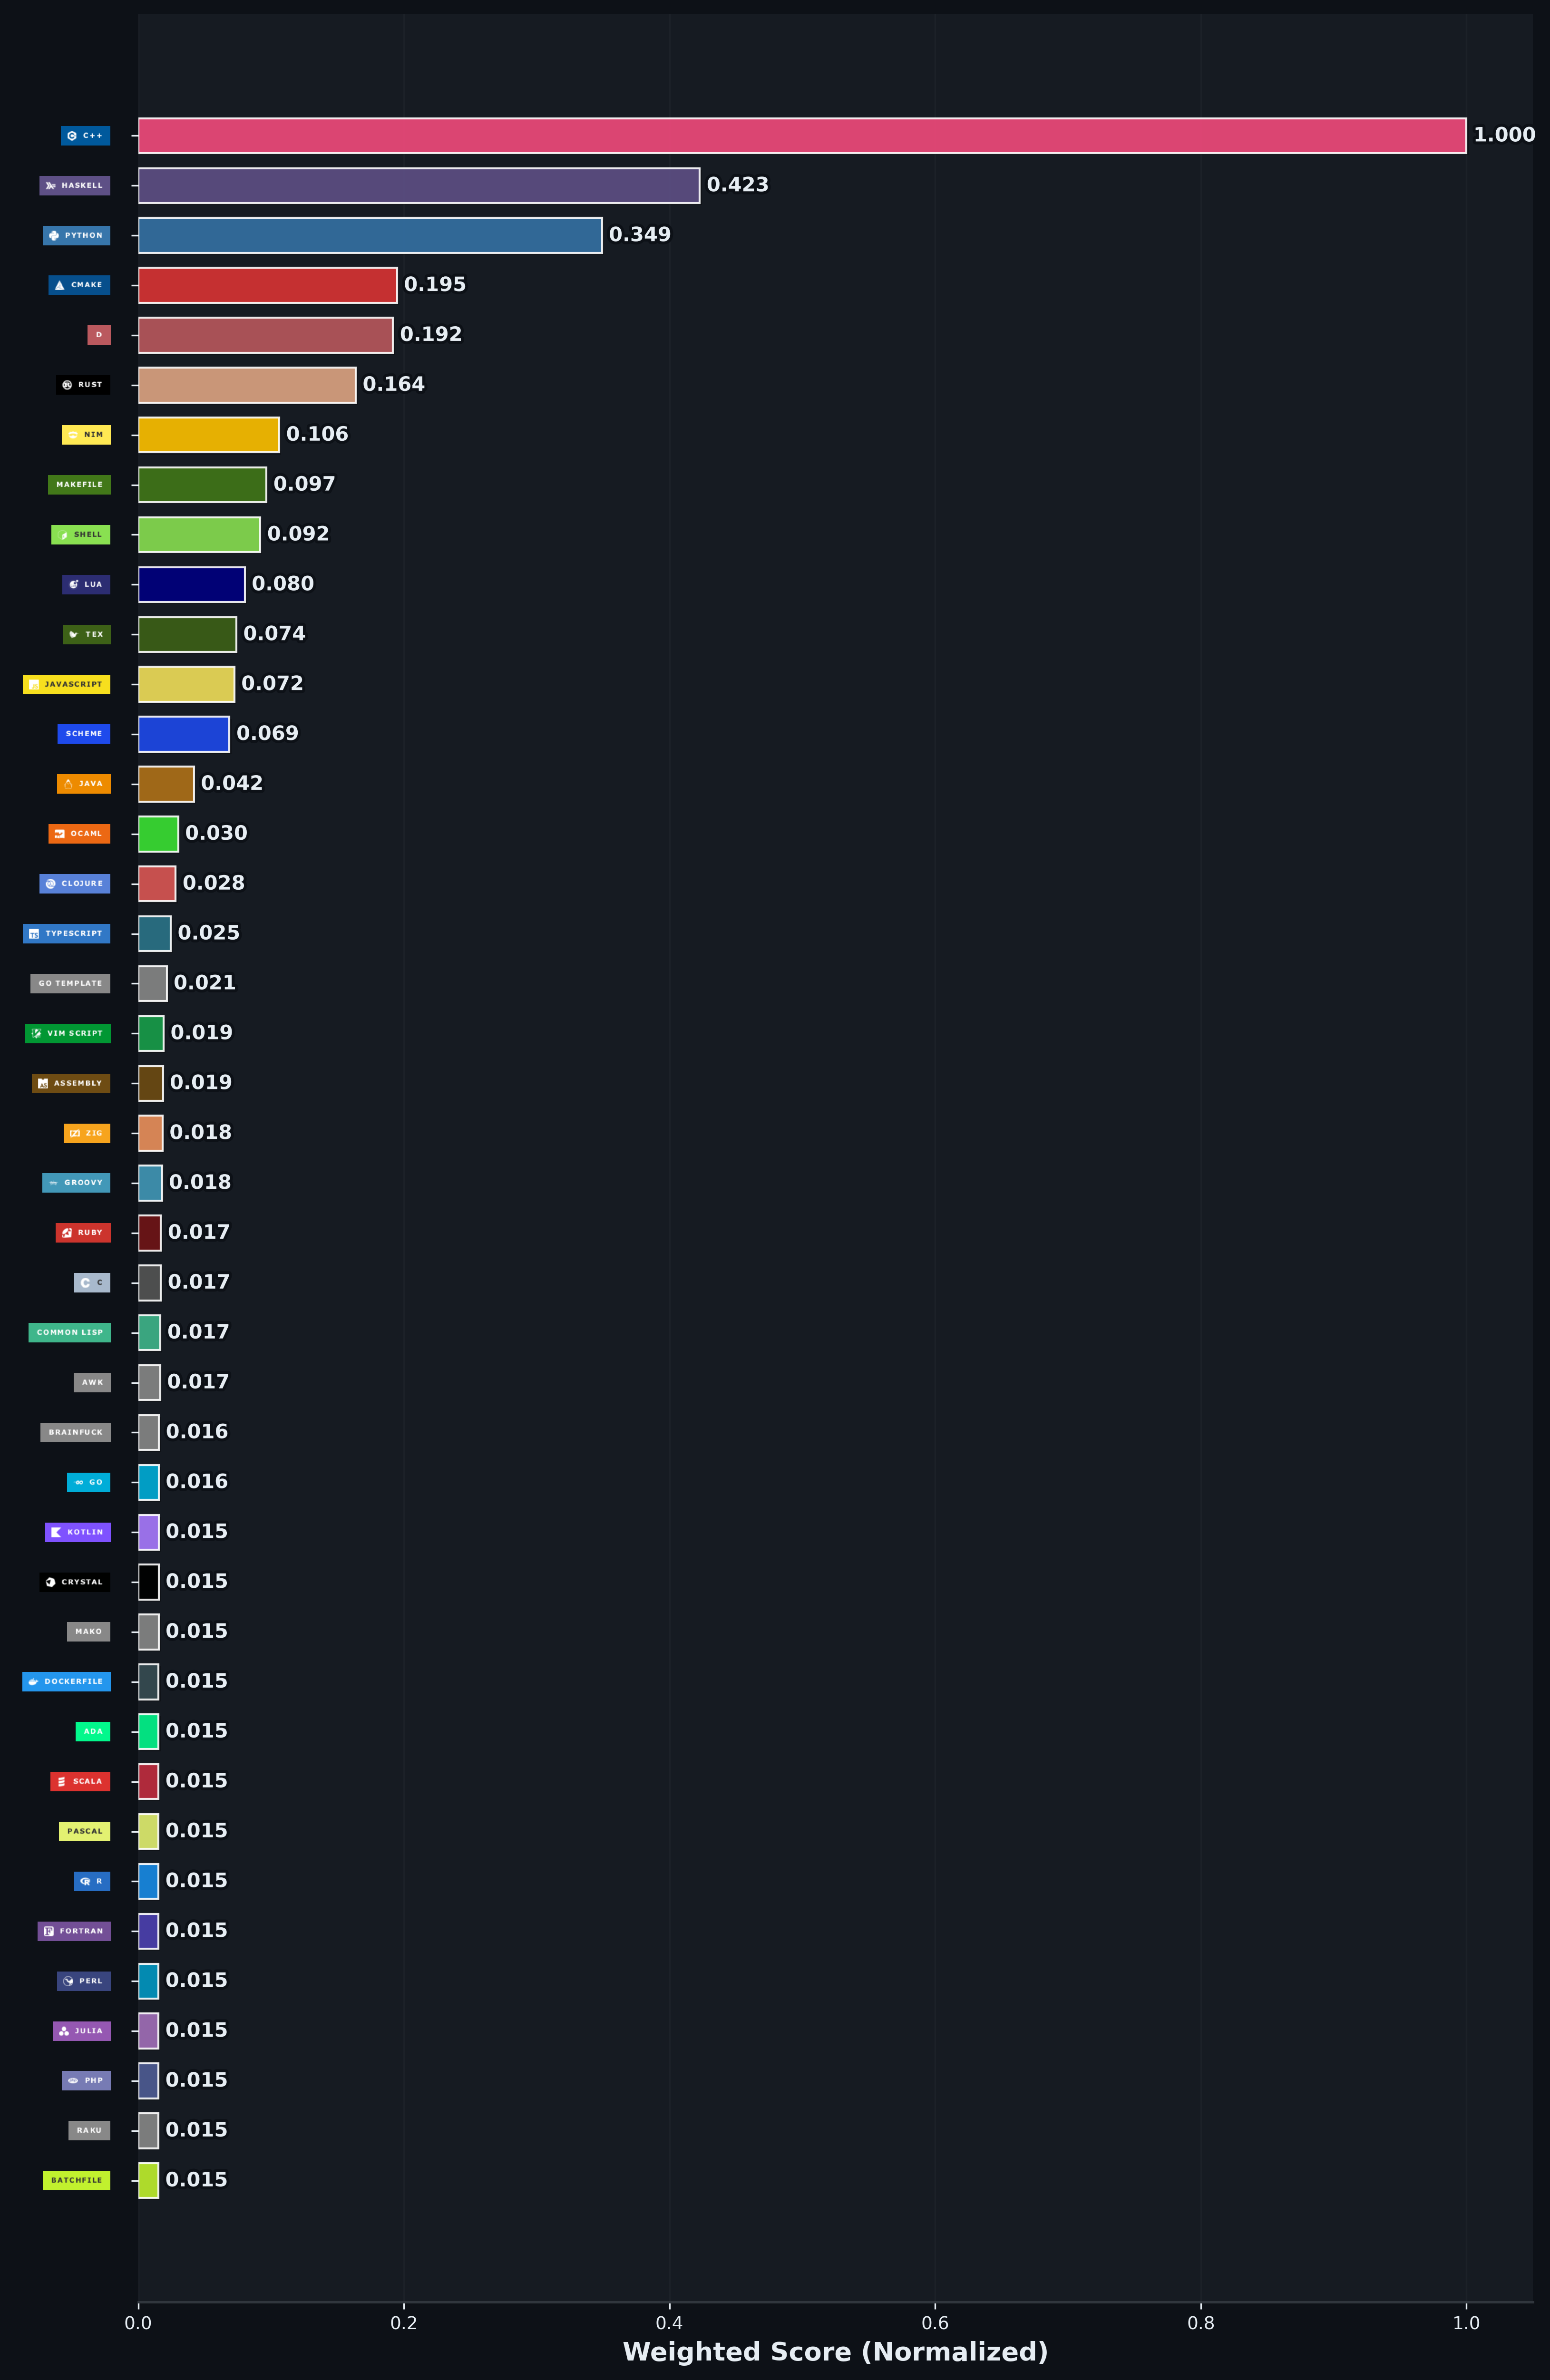 C++ 1.000
HASKELL 0.423
PYTHON 0.349
CMAKE 0.195
D 0.192
RUST 0.164
NIM 0.106
MAKEFILE 0.097
SHELL 0.092
LUA 0.080
TEX 0.074
JAVASCRIPT 0.072
SCHEME 0.069
JAVA 0.042
OCAML 0.030
CLOJURE 0.028
TS TYPESCRIPT 0.025
GO TEMPLATE 0.021
VIM SCRIPT 0.019
ASSEMBLY 0.019
ZIG 0.018
GROOVY 0.018
RUBY 0.017
C C 0.017
COMMON LISP 0.017
AWK 0.017
BRAINFUCK 0.016
GO GO 0.016
KOTLIN 0.015
CRYSTAL 0.015
MAKO 0.015
DOCKERFILE 0.015
ADA 0.015
SCALA 0.015
PASCAL 0.015
R R 0.015
F FORTRAN 0.015
PERL 0.015
JULIA 0.015
PHP 0.015
RAKU 0.015
BATCHFILE 0.015
0.0 0.2 0.4 0.6 0.8 1.0
Weighted Score (Normalized)